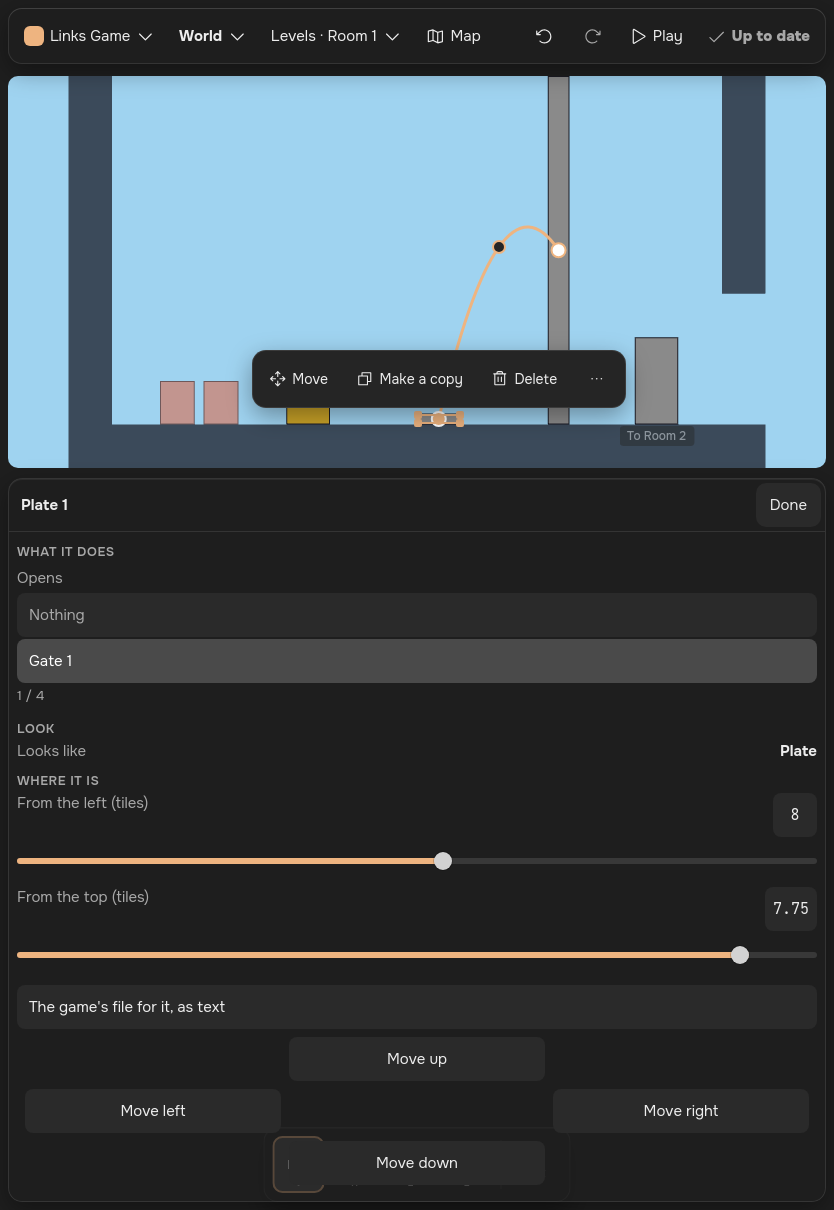 Links Game World Levels · Room 1 Map Play Up to date
Move Make a copy Delete ...
To Room 2
Plate 1 Done
WHAT IT DOES
Opens
Nothing
Gate 1
1 / 4
LOOK
Looks like Plate
WHERE IT IS
From the left (tiles) 8
From the top (tiles) 7.75
The game's file for it, as text
Move up
Move left Move right
Move down